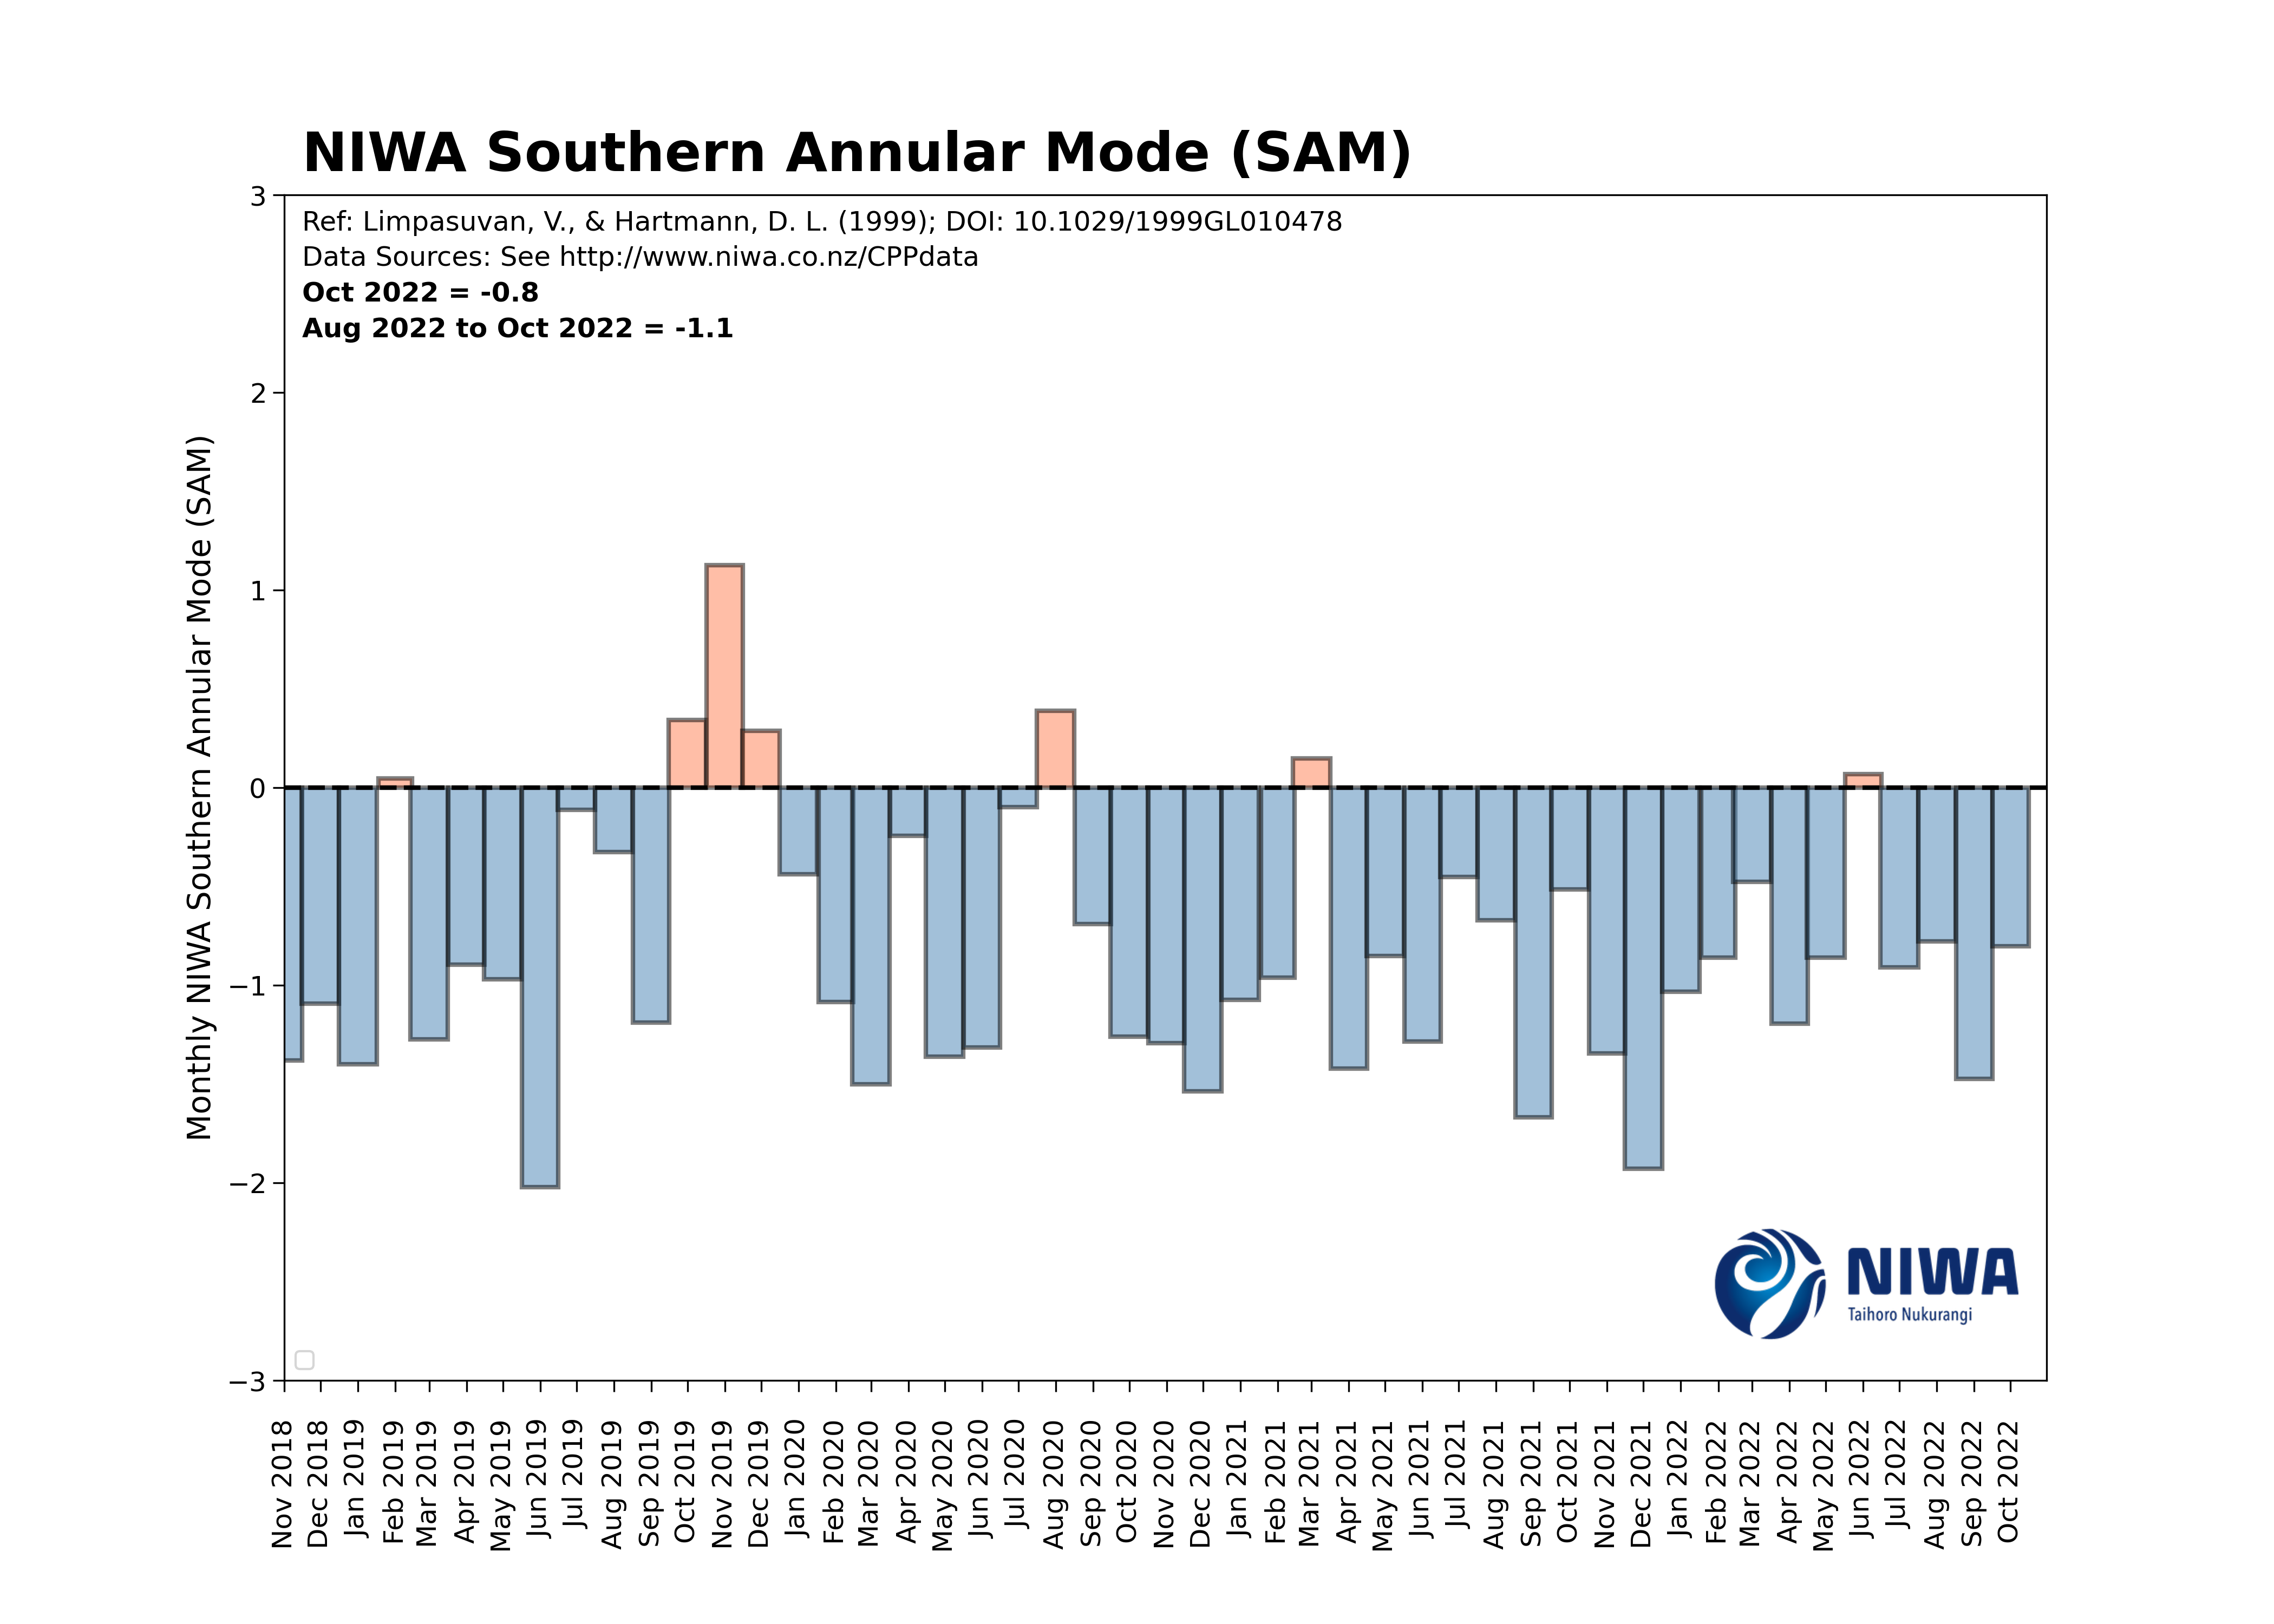 NIWA Southern Annular Mode (SAM)
Ref: Limpasuvan, V., & Hartmann, D. L. (1999); DOI: 10.1029/1999GL010478
Data Sources: See http://www.niwa.co.nz/CPPdata
Oct 2022 = -0.8
Aug 2022 to Oct 2022 = -1.1
Monthly NIWA Southern Annular Mode (SAM)
3
2
1
0
−1
−2
−3
NIWA
Taihoro Nukurangi
Nov 2018
Dec 2018
Jan 2019
Feb 2019
Mar 2019
Apr 2019
May 2019
Jun 2019
Jul 2019
Aug 2019
Sep 2019
Oct 2019
Nov 2019
Dec 2019
Jan 2020
Feb 2020
Mar 2020
Apr 2020
May 2020
Jun 2020
Jul 2020
Aug 2020
Sep 2020
Oct 2020
Nov 2020
Dec 2020
Jan 2021
Feb 2021
Mar 2021
Apr 2021
May 2021
Jun 2021
Jul 2021
Aug 2021
Sep 2021
Oct 2021
Nov 2021
Dec 2021
Jan 2022
Feb 2022
Mar 2022
Apr 2022
May 2022
Jun 2022
Jul 2022
Aug 2022
Sep 2022
Oct 2022